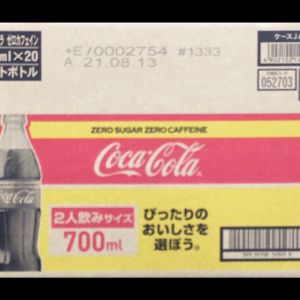 ラ ゼロカフェイン
ml×20
トボトル
+E/0002754 #1333
A 21.08.13
ケースJA
052703
ZERO SUGAR ZERO CAFFEINE
Coca-Cola
2人飲みサイズ
700ml
ぴったりの
おいしさを
選ぼう。